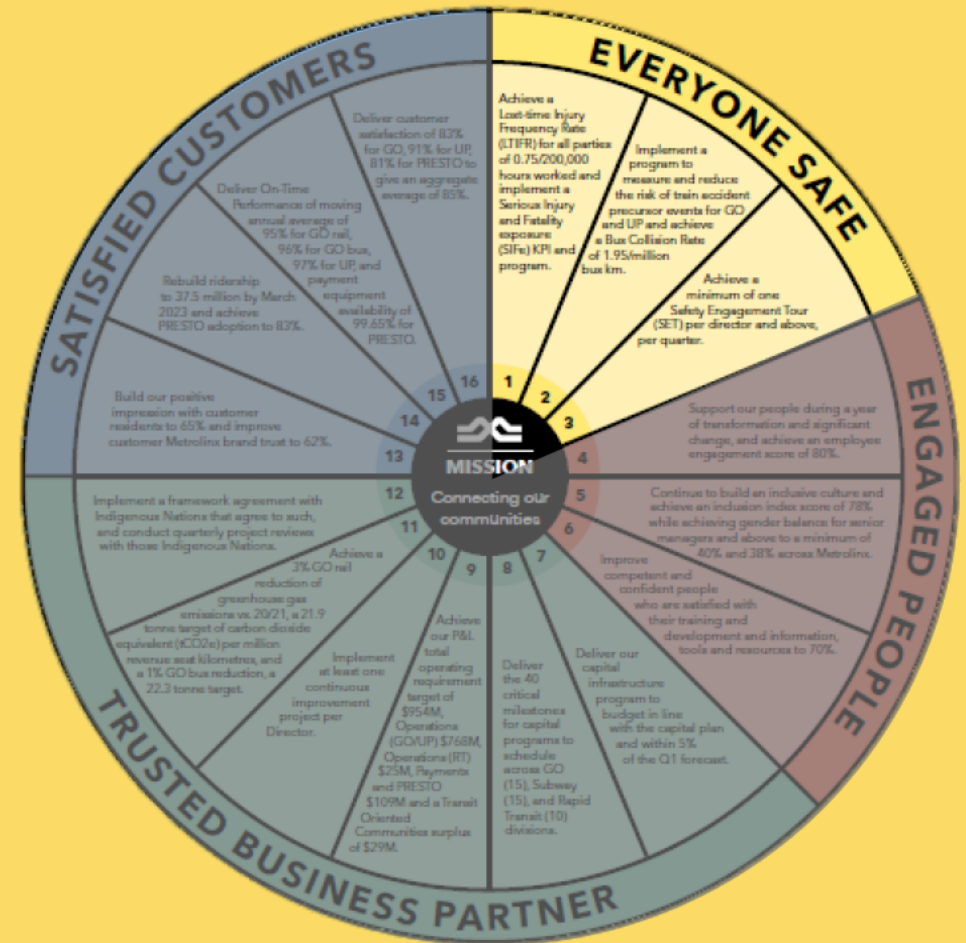 EVERYONE SAFE
1
Achieve a
Lost-time Injury
Frequency Rate
(LTIFR) for all parties
of 0.75/200,000
hours worked and
implement a
Serious Injury
and Fatality
exposure
(SIFe) KPI and
program.
2
Implement a
program to
measure and reduce
the risk of train accident
precursor events for GO
and UP and achieve
a Bus Collision Rate
of 1.95/million
bus km.
3
Achieve a
minimum of one
Safety Engagement Tour
(SET) per director and above,
per quarter.
ENGAGED PEOPLE
4
Support our people during a year
of transformation and significant
change, and achieve an employee
engagement score of 80%.
5
Continue to build an inclusive culture and
achieve an inclusion index score of 78%
while achieving gender balance for senior
managers and above to a minimum of
40% and 38% across Metrolinx.
6
Improve
competent and
confident people
who are satisfied with
their training and
development and information,
tools and resources to 70%.
TRUSTED BUSINESS PARTNER
7
Deliver our
capital
infrastructure
program to
budget in line
with the capital plan
and within 5%
of the Q1 forecast.
8
Deliver
the 40
critical
milestones
for capital
programs to
schedule
across GO
(15), Subway
(15), and Rapid
Transit (10)
divisions.
9
Achieve
our P&L
total
operating
requirement
target of
$954M,
Operations
(GO/UP) $768M,
Operations (RT)
$25M, Payments
and PRESTO
$109M and a Transit
Oriented
Communities surplus
of $29M.
10
Implement
at least one
continuous
improvement
project per
Director.
11
Achieve a
3% GO rail
reduction of
greenhouse gas
emissions vs. 20/21, a 21.9
tonne target of carbon dioxide
equivalent (tCO2e) per million
revenue seat kilometres, and
a 1% GO bus reduction, a
22.3 tonne target.
12
Implement a framework agreement with
Indigenous Nations that agree to such,
and conduct quarterly project reviews
with those Indigenous Nations.
SATISFIED CUSTOMERS
13
Build our positive
impression with customer
residents to 65% and improve
customer Metrolinx brand trust to 62%.
14
Rebuild ridership
to 37.5 million by March
2023 and achieve
PRESTO adoption to 83%.
15
Deliver On-Time
Performance of moving
annual average of
95% for GO rail,
96% for GO bus,
97% for UP, and
payment
equipment
availability of
99.65% for
PRESTO.
16
Deliver customer
satisfaction of 83%
for GO, 91% for UP,
81% for PRESTO to
give an aggregate
average of 85%.
MISSION
Connecting our
communities